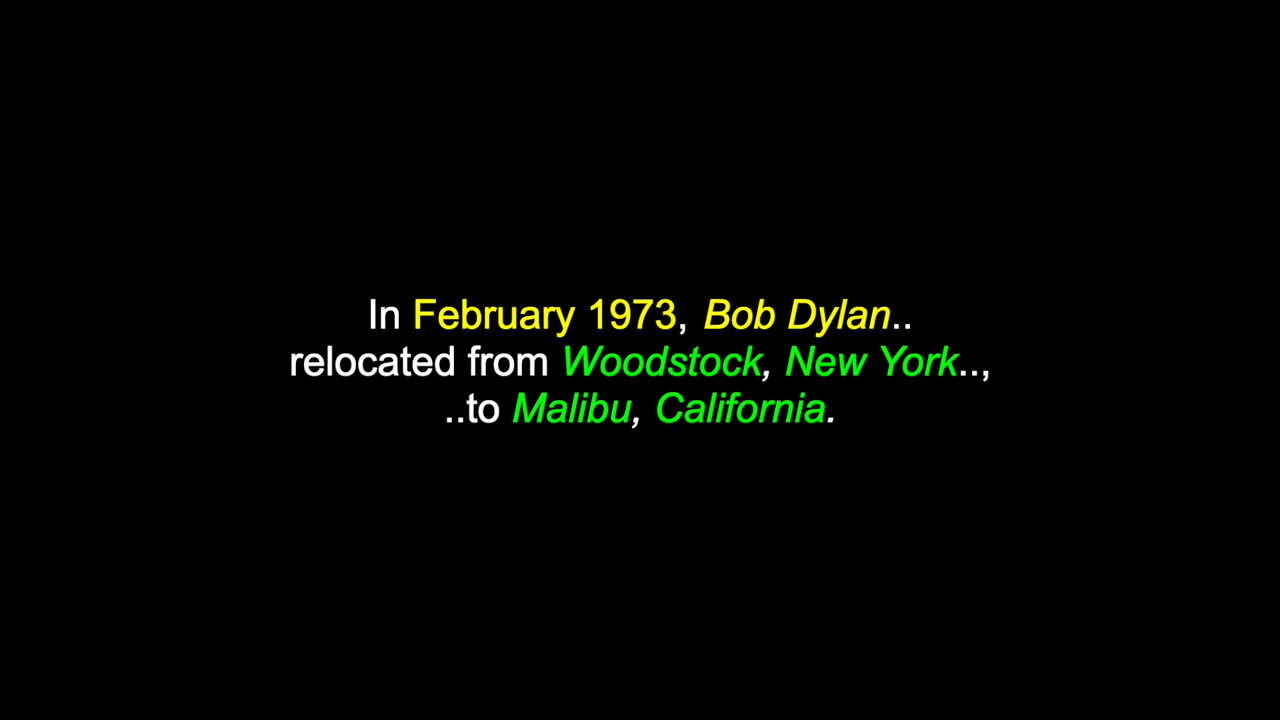 In February 1973, Bob Dylan..
relocated from Woodstock, New York..,
..to Malibu, California.